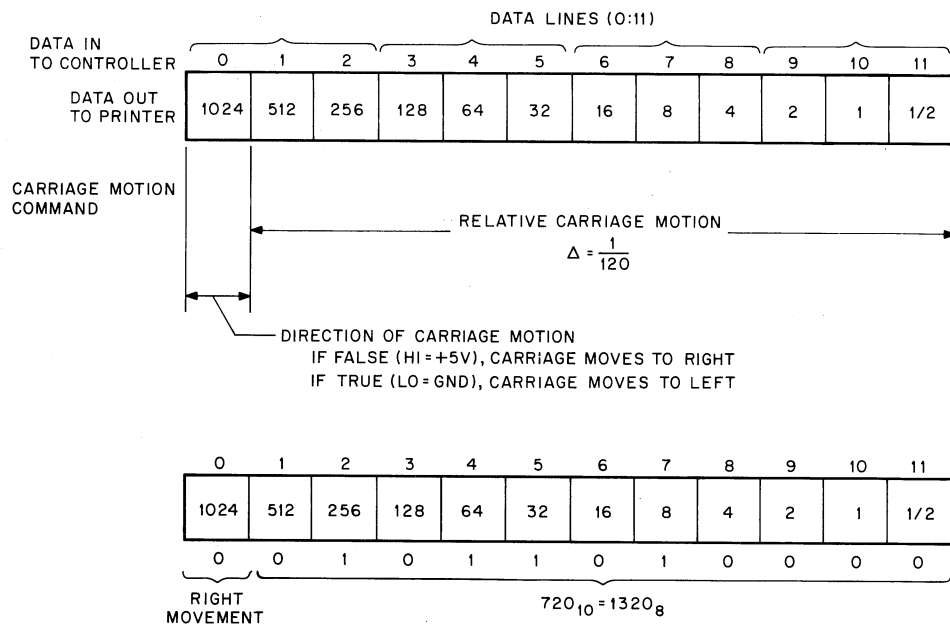 DATA LINES (0:11)
DATA IN
TO CONTROLLER
0 1 2 3 4 5 6 7 8 9 10 11
DATA OUT
TO PRINTER
1024 512 256 128 64 32 16 8 4 2 1 1/2
CARRIAGE MOTION
COMMAND
RELATIVE CARRIAGE MOTION
Δ = 1/120
DIRECTION OF CARRIAGE MOTION
IF FALSE (HI = +5V), CARRIAGE MOVES TO RIGHT
IF TRUE (LO = GND), CARRIAGE MOVES TO LEFT
0 1 2 3 4 5 6 7 8 9 10 11
1024 512 256 128 64 32 16 8 4 2 1 1/2
0 0 1 0 1 1 0 1 0 0 0 0
RIGHT
MOVEMENT
720₁₀ = 1320₈